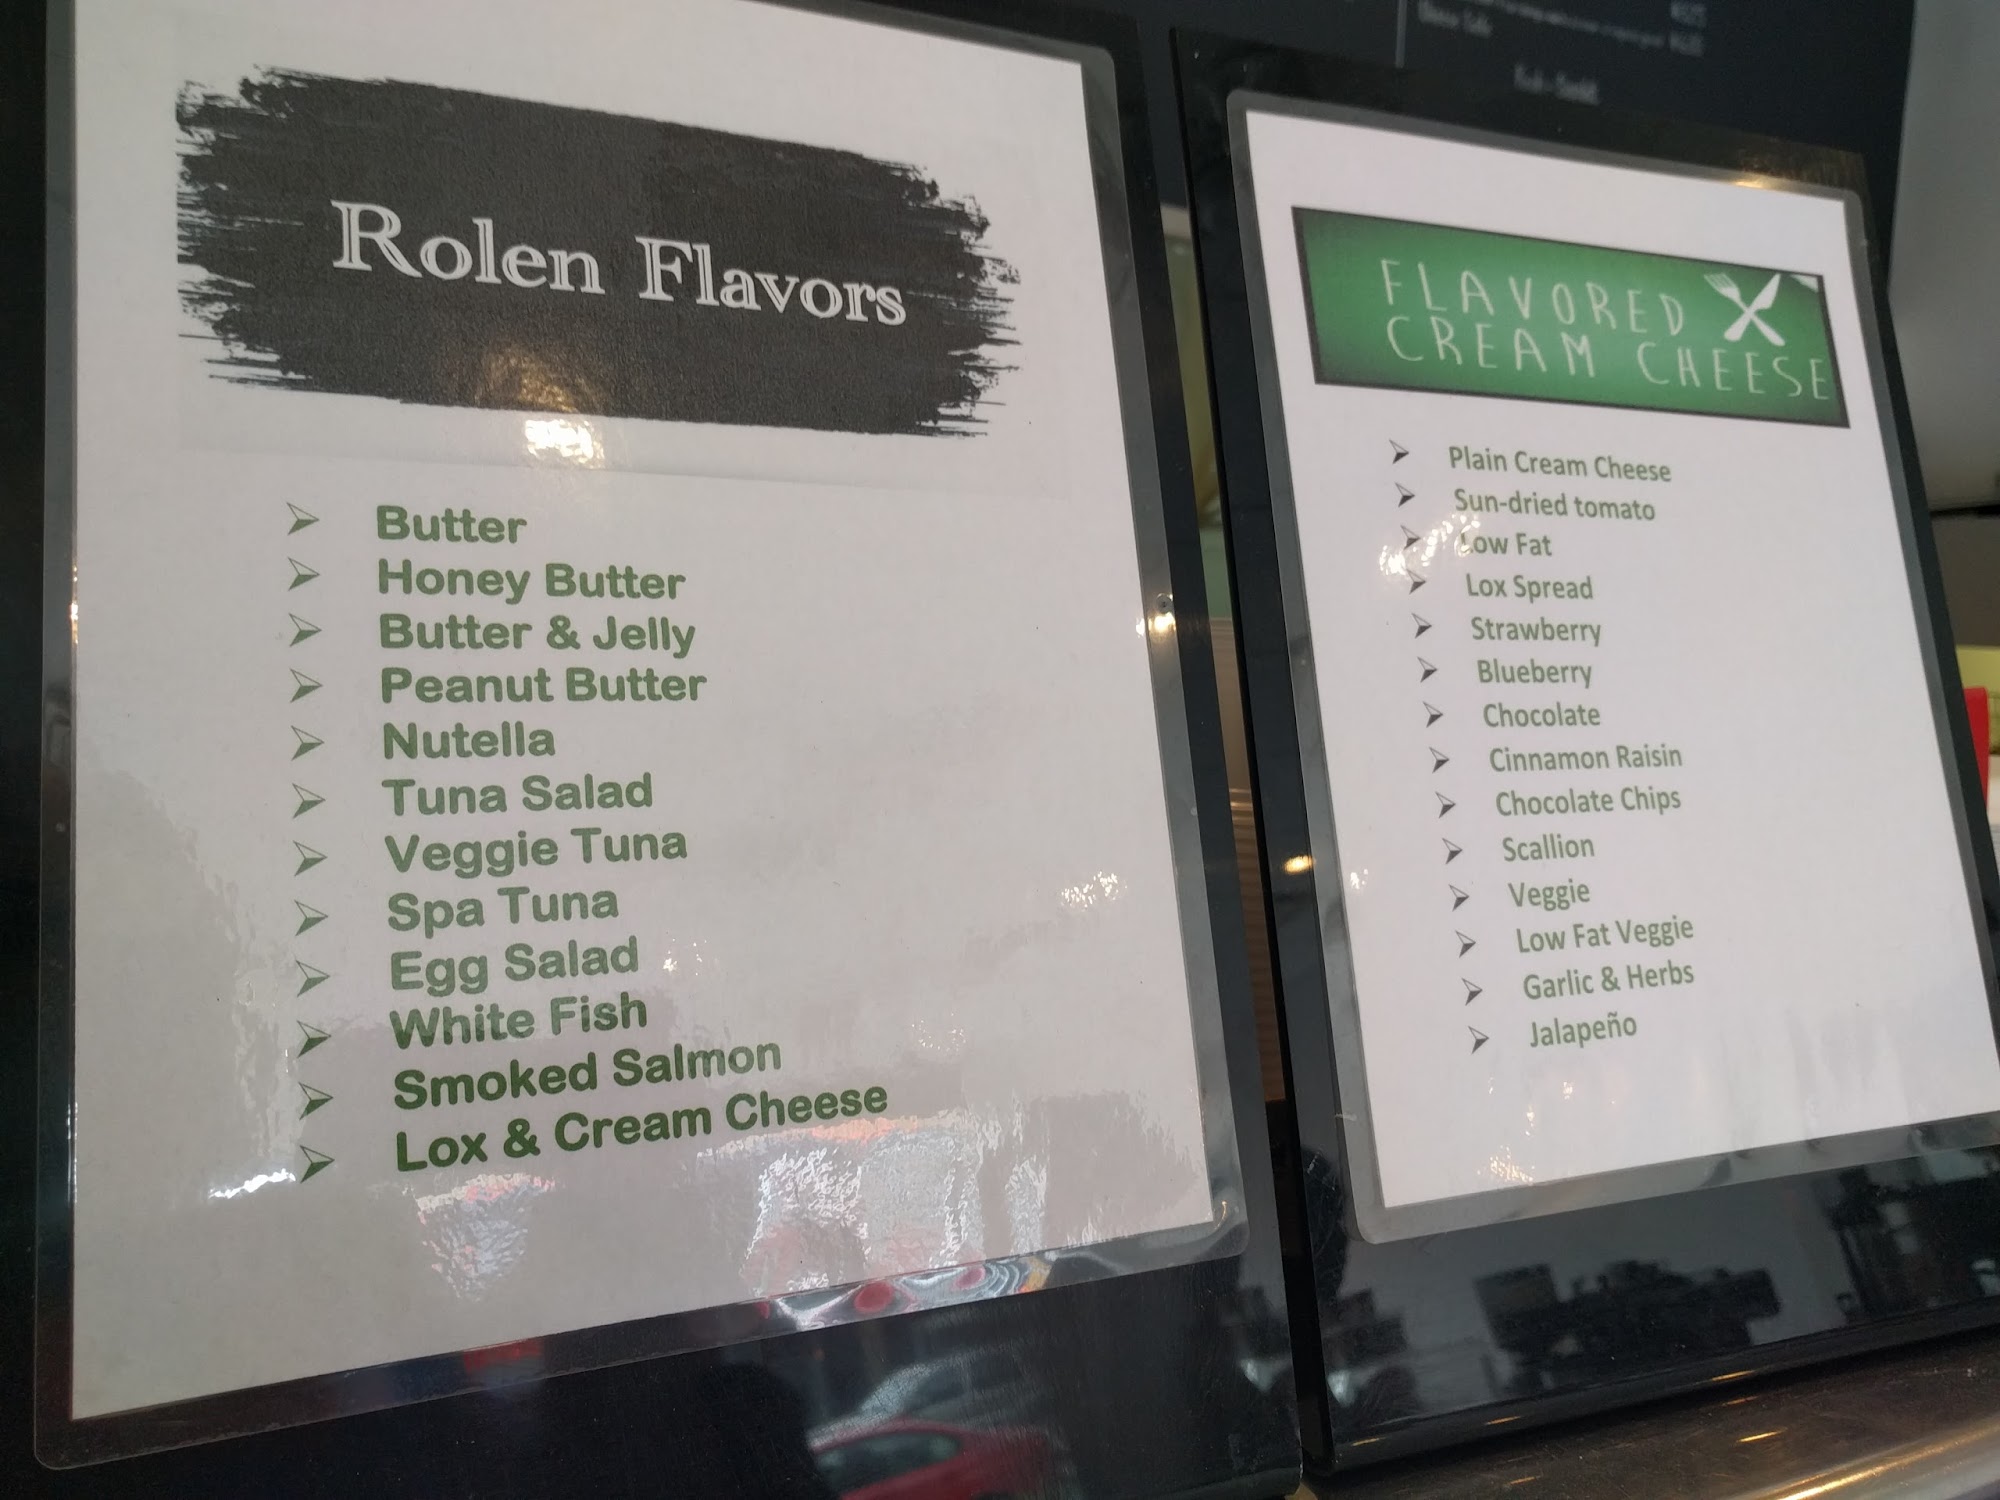 Rolen Flavors
Butter
Honey Butter
Butter & Jelly
Peanut Butter
Nutella
Tuna Salad
Veggie Tuna
Spa Tuna
Egg Salad
White Fish
Smoked Salmon
Lox & Cream Cheese
FLAVORED
CREAM CHEESE
Plain Cream Cheese
Sun-dried tomato
Low Fat
Lox Spread
Strawberry
Blueberry
Chocolate
Cinnamon Raisin
Chocolate Chips
Scallion
Veggie
Low Fat Veggie
Garlic & Herbs
Jalapeño